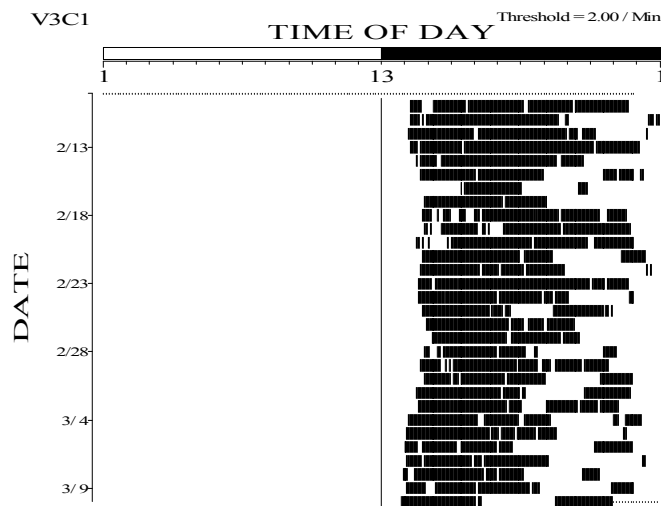 V3C1
TIME OF DAY
Threshold = 2.00 / Min
1 13 1
2/13
2/18
2/23
2/28
3/ 4
3/ 9
DATE